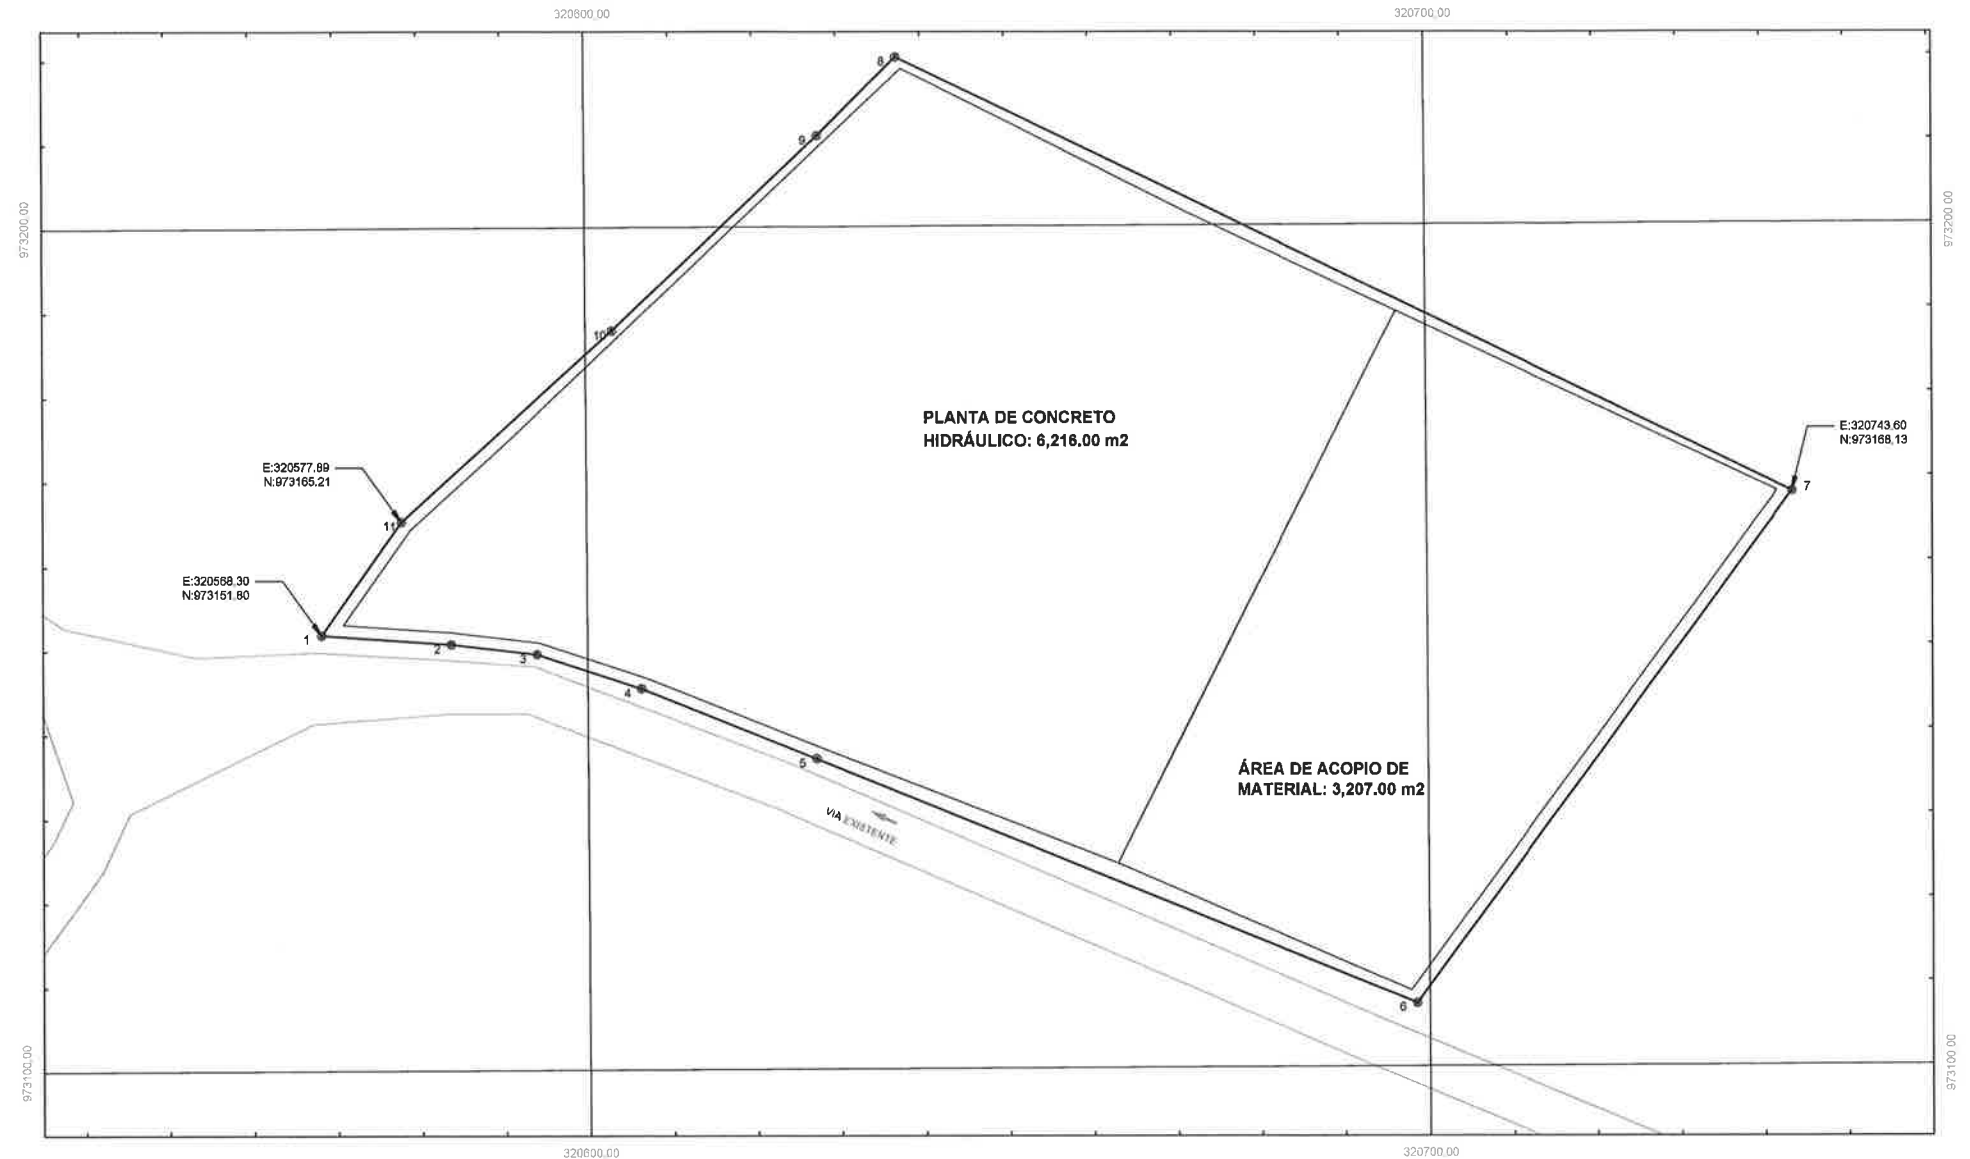 320600,00
320700,00
8
9
973200,00
973200.00
10
PLANTA DE CONCRETO
HIDRÁULICO: 6,216.00 m2
E:320743.60
N:973168,13
E:320577.89
N:973165.21
7
11
E:320568,30
N:973151.60
1
2
3
4
5
ÁREA DE ACOPIO DE
MATERIAL: 3,207.00 m2
VIA EXISTENTE
6
973100,00
973100.00
320600,00
320700,00